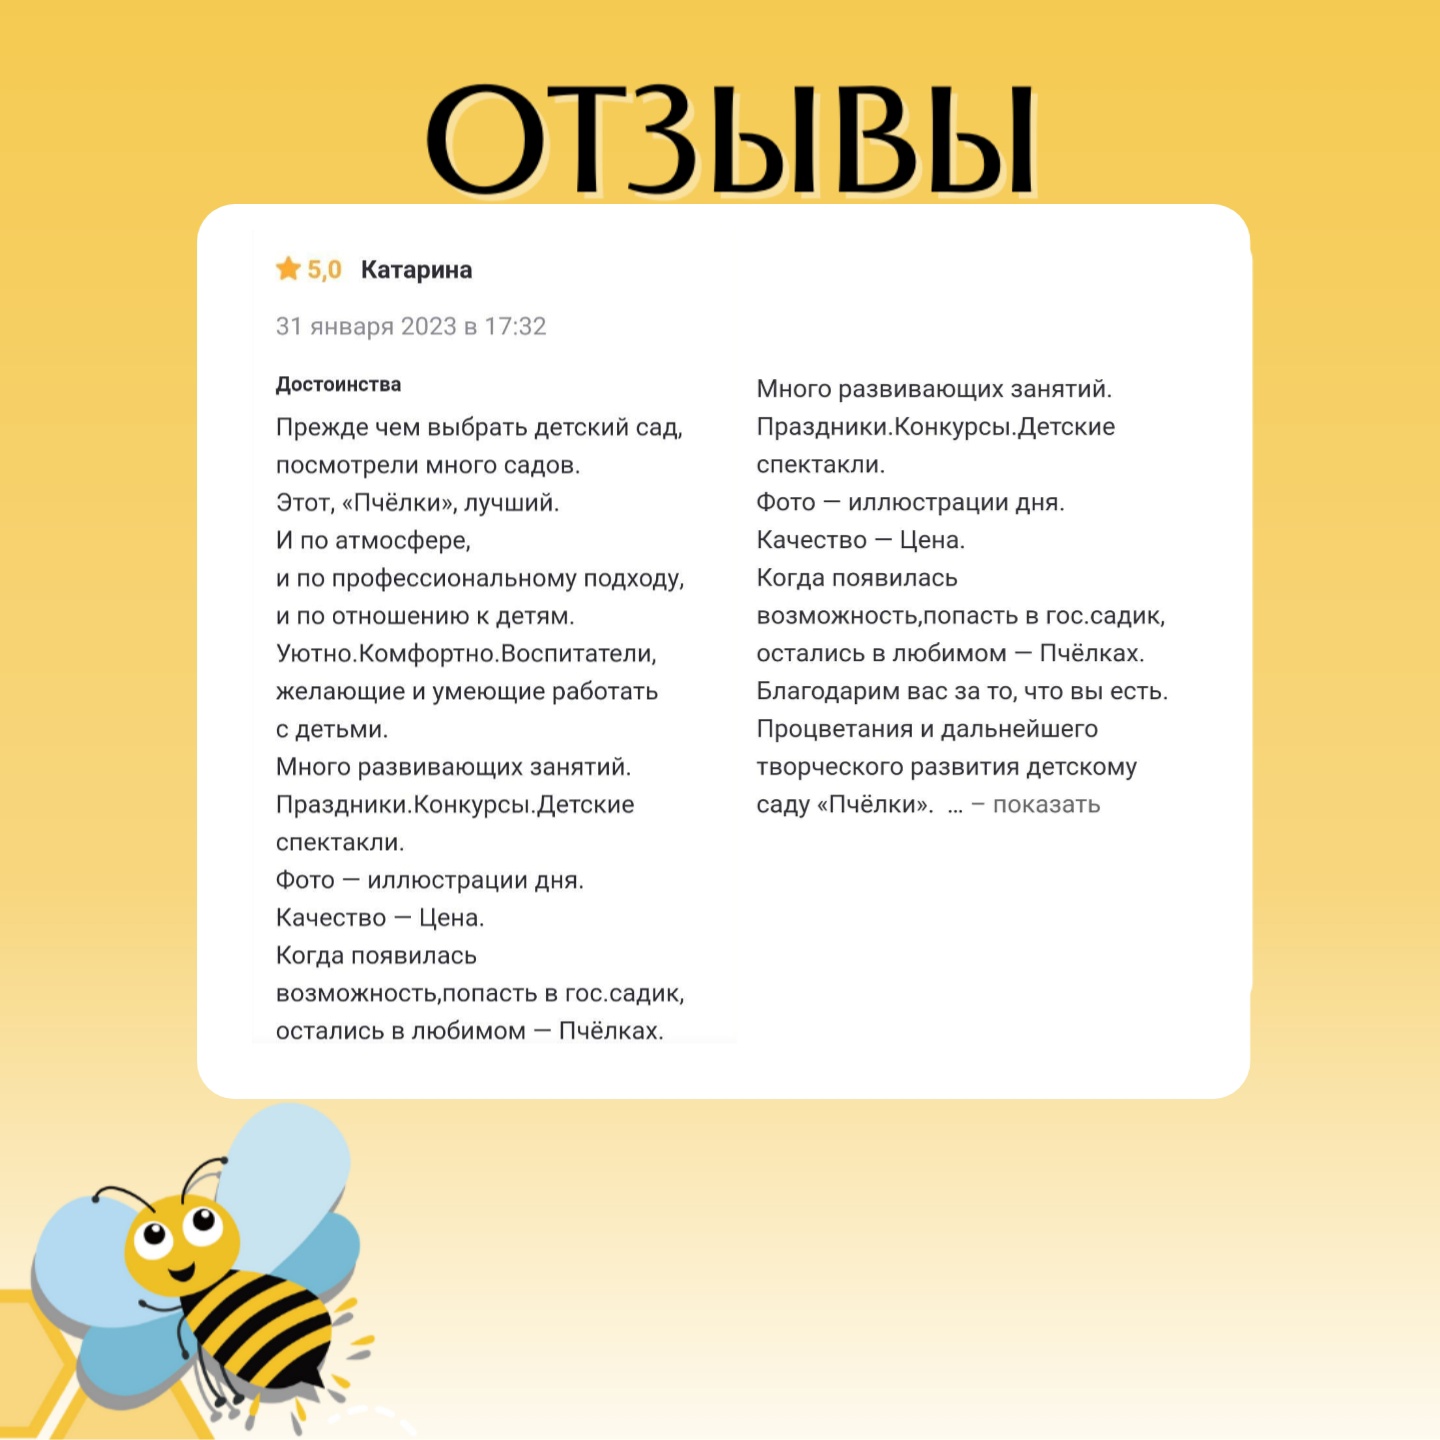 ОТЗЫВЫ
5,0 Катарина
31 января 2023 в 17:32
Достоинства
Прежде чем выбрать детский сад,
посмотрели много садов.
Этот, «Пчёлки», лучший.
И по атмосфере,
и по профессиональному подходу,
и по отношению к детям.
Уютно.Комфортно.Воспитатели,
желающие и умеющие работать
с детьми.
Много развивающих занятий.
Праздники.Конкурсы.Детские
спектакли.
Фото — иллюстрации дня.
Качество — Цена.
Когда появилась
возможность,попасть в гос.садик,
остались в любимом — Пчёлках.
Много развивающих занятий.
Праздники.Конкурсы.Детские
спектакли.
Фото — иллюстрации дня.
Качество — Цена.
Когда появилась
возможность,попасть в гос.садик,
остались в любимом — Пчёлках.
Благодарим вас за то, что вы есть.
Процветания и дальнейшего
творческого развития детскому
саду «Пчёлки». ... – показать